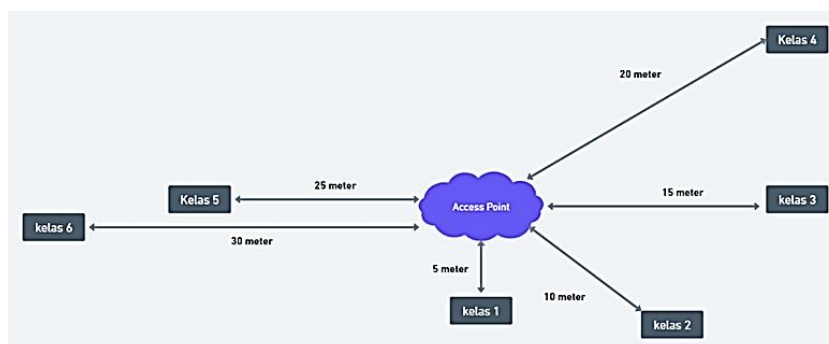 Kelas 4
20 meter
25 meter
15 meter
Kelas 5
kelas 3
Access Point
kelas 6
30 meter
5 meter
10 meter
kelas 1
kelas 2